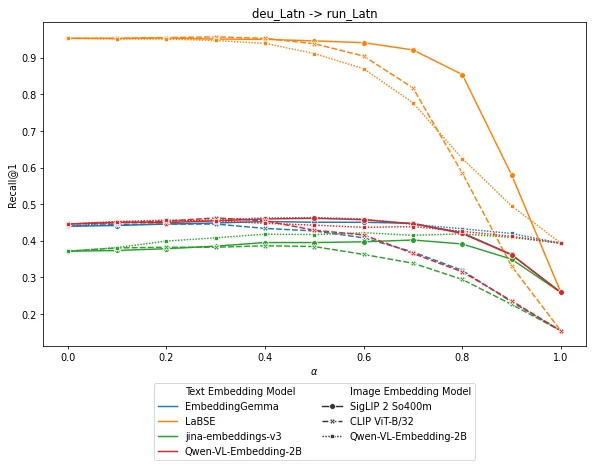 deu_Latn -> run_Latn
Recall@1
0.9
0.8
0.7
0.6
0.5
0.4
0.3
0.2
0.0 0.2 0.4 0.6 0.8 1.0
α
Text Embedding Model Image Embedding Model
EmbeddingGemma SigLIP 2 So400m
LaBSE CLIP ViT-B/32
jina-embeddings-v3 Qwen-VL-Embedding-2B
Qwen-VL-Embedding-2B